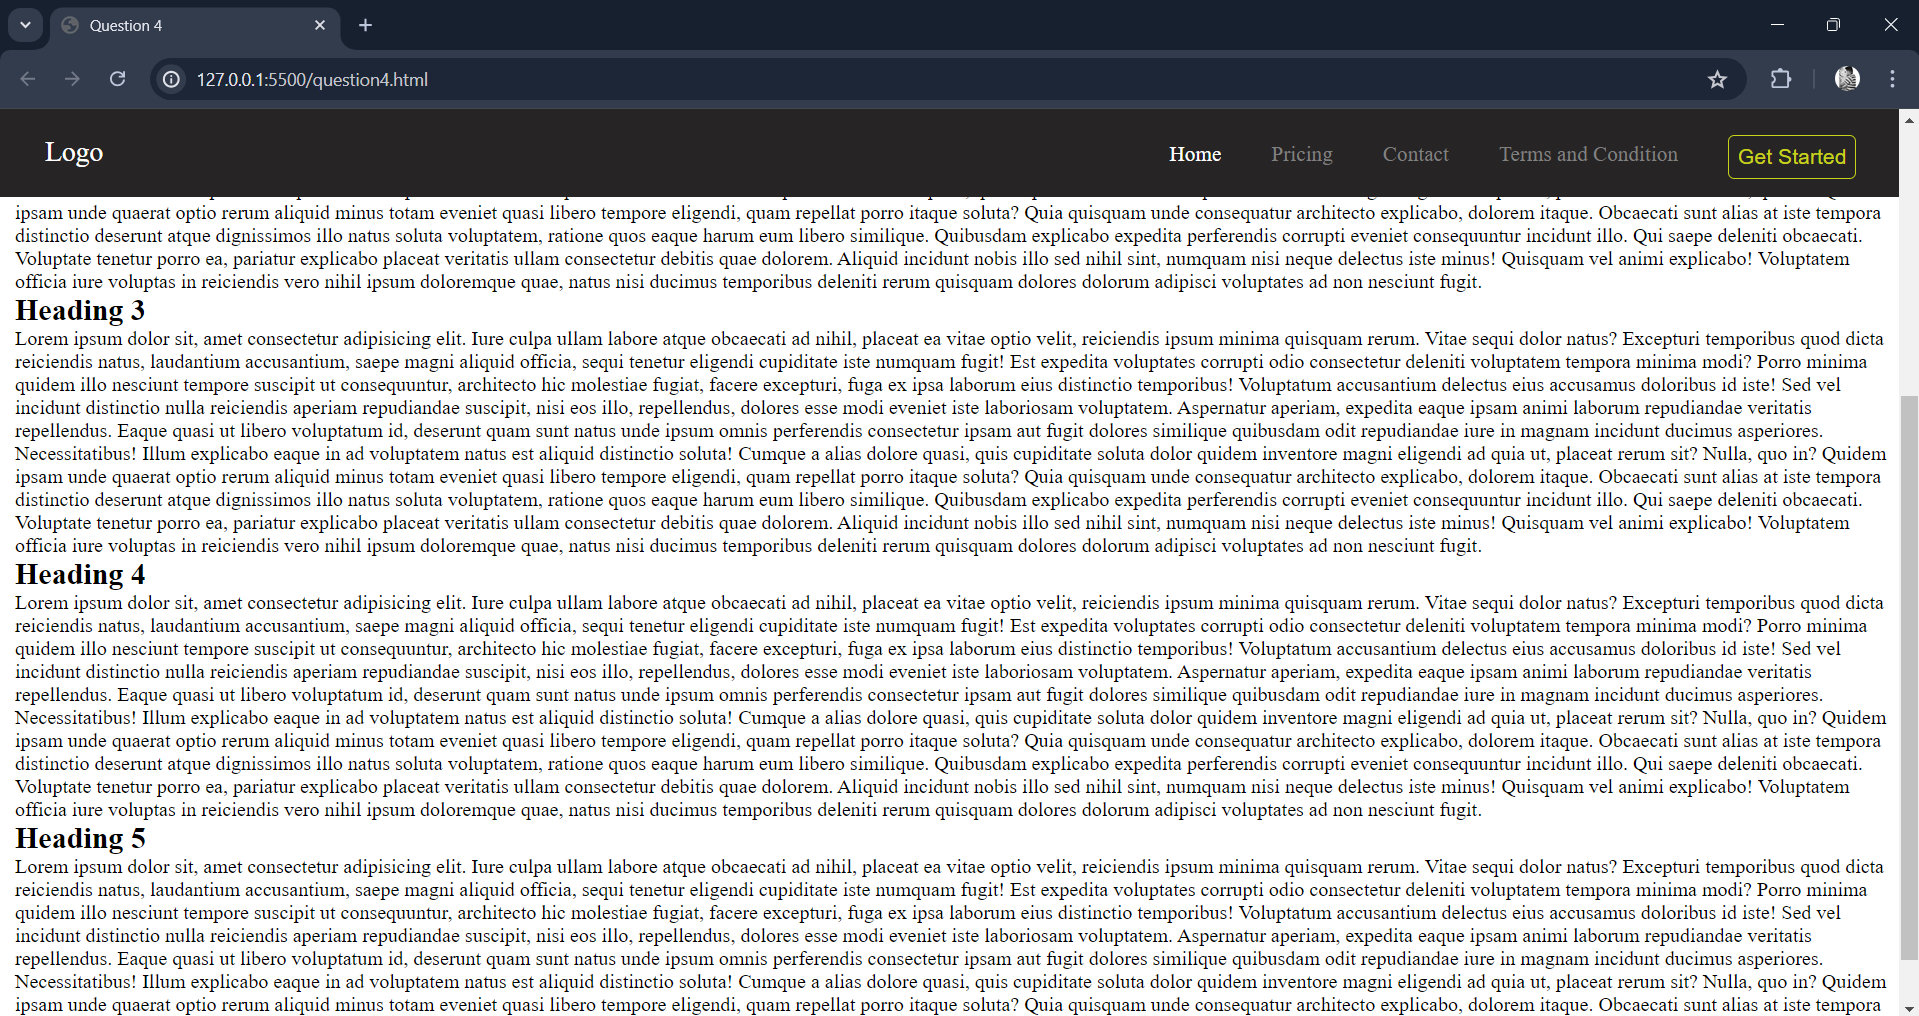 Question 4
127.0.0.1:5500/question4.html
Logo
Home
Pricing
Contact
Terms and Condition
Get Started
ipsam unde quaerat optio rerum aliquid minus totam eveniet quasi libero tempore eligendi, quam repellat porro itaque soluta? Quia quisquam unde consequatur architecto explicabo, dolorem itaque. Obcaecati sunt alias at iste tempora
distinctio deserunt atque dignissimos illo natus soluta voluptatem, ratione quos eaque harum eum libero similique. Quibusdam explicabo expedita perferendis corrupti eveniet consequuntur incidunt illo. Qui saepe deleniti obcaecati.
Voluptate tenetur porro ea, pariatur explicabo placeat veritatis ullam consectetur debitis quae dolorem. Aliquid incidunt nobis illo sed nihil sint, numquam nisi neque delectus iste minus! Quisquam vel animi explicabo! Voluptatem
officia iure voluptas in reiciendis vero nihil ipsum doloremque quae, natus nisi ducimus temporibus deleniti rerum quisquam dolores dolorum adipisci voluptates ad non nesciunt fugit.
Heading 3
Lorem ipsum dolor sit, amet consectetur adipisicing elit. Iure culpa ullam labore atque obcaecati ad nihil, placeat ea vitae optio velit, reiciendis ipsum minima quisquam rerum. Vitae sequi dolor natus? Excepturi temporibus quod dicta
reiciendis natus, laudantium accusantium, saepe magni aliquid officia, sequi tenetur eligendi cupiditate iste numquam fugit! Est expedita voluptates corrupti odio consectetur deleniti voluptatem tempora minima modi? Porro minima
quidem illo nesciunt tempore suscipit ut consequuntur, architecto hic molestiae fugiat, facere excepturi, fuga ex ipsa laborum eius distinctio temporibus! Voluptatum accusantium delectus eius accusamus doloribus id iste! Sed vel
incidunt distinctio nulla reiciendis aperiam repudiandae suscipit, nisi eos illo, repellendus, dolores esse modi eveniet iste laboriosam voluptatem. Aspernatur aperiam, expedita eaque ipsam animi laborum repudiandae veritatis
repellendus. Eaque quasi ut libero voluptatum id, deserunt quam sunt natus unde ipsum omnis perferendis consectetur ipsam aut fugit dolores similique quibusdam odit repudiandae iure in magnam incidunt ducimus asperiores.
Necessitatibus! Illum explicabo eaque in ad voluptatem natus est aliquid distinctio soluta! Cumque a alias dolore quasi, quis cupiditate soluta dolor quidem inventore magni eligendi ad quia ut, placeat rerum sit? Nulla, quo in? Quidem
ipsam unde quaerat optio rerum aliquid minus totam eveniet quasi libero tempore eligendi, quam repellat porro itaque soluta? Quia quisquam unde consequatur architecto explicabo, dolorem itaque. Obcaecati sunt alias at iste tempora
distinctio deserunt atque dignissimos illo natus soluta voluptatem, ratione quos eaque harum eum libero similique. Quibusdam explicabo expedita perferendis corrupti eveniet consequuntur incidunt illo. Qui saepe deleniti obcaecati.
Voluptate tenetur porro ea, pariatur explicabo placeat veritatis ullam consectetur debitis quae dolorem. Aliquid incidunt nobis illo sed nihil sint, numquam nisi neque delectus iste minus! Quisquam vel animi explicabo! Voluptatem
officia iure voluptas in reiciendis vero nihil ipsum doloremque quae, natus nisi ducimus temporibus deleniti rerum quisquam dolores dolorum adipisci voluptates ad non nesciunt fugit.
Heading 4
Lorem ipsum dolor sit, amet consectetur adipisicing elit. Iure culpa ullam labore atque obcaecati ad nihil, placeat ea vitae optio velit, reiciendis ipsum minima quisquam rerum. Vitae sequi dolor natus? Excepturi temporibus quod dicta
reiciendis natus, laudantium accusantium, saepe magni aliquid officia, sequi tenetur eligendi cupiditate iste numquam fugit! Est expedita voluptates corrupti odio consectetur deleniti voluptatem tempora minima modi? Porro minima
quidem illo nesciunt tempore suscipit ut consequuntur, architecto hic molestiae fugiat, facere excepturi, fuga ex ipsa laborum eius distinctio temporibus! Voluptatum accusantium delectus eius accusamus doloribus id iste! Sed vel
incidunt distinctio nulla reiciendis aperiam repudiandae suscipit, nisi eos illo, repellendus, dolores esse modi eveniet iste laboriosam voluptatem. Aspernatur aperiam, expedita eaque ipsam animi laborum repudiandae veritatis
repellendus. Eaque quasi ut libero voluptatum id, deserunt quam sunt natus unde ipsum omnis perferendis consectetur ipsam aut fugit dolores similique quibusdam odit repudiandae iure in magnam incidunt ducimus asperiores.
Necessitatibus! Illum explicabo eaque in ad voluptatem natus est aliquid distinctio soluta! Cumque a alias dolore quasi, quis cupiditate soluta dolor quidem inventore magni eligendi ad quia ut, placeat rerum sit? Nulla, quo in? Quidem
ipsam unde quaerat optio rerum aliquid minus totam eveniet quasi libero tempore eligendi, quam repellat porro itaque soluta? Quia quisquam unde consequatur architecto explicabo, dolorem itaque. Obcaecati sunt alias at iste tempora
distinctio deserunt atque dignissimos illo natus soluta voluptatem, ratione quos eaque harum eum libero similique. Quibusdam explicabo expedita perferendis corrupti eveniet consequuntur incidunt illo. Qui saepe deleniti obcaecati.
Voluptate tenetur porro ea, pariatur explicabo placeat veritatis ullam consectetur debitis quae dolorem. Aliquid incidunt nobis illo sed nihil sint, numquam nisi neque delectus iste minus! Quisquam vel animi explicabo! Voluptatem
officia iure voluptas in reiciendis vero nihil ipsum doloremque quae, natus nisi ducimus temporibus deleniti rerum quisquam dolores dolorum adipisci voluptates ad non nesciunt fugit.
Heading 5
Lorem ipsum dolor sit, amet consectetur adipisicing elit. Iure culpa ullam labore atque obcaecati ad nihil, placeat ea vitae optio velit, reiciendis ipsum minima quisquam rerum. Vitae sequi dolor natus? Excepturi temporibus quod dicta
reiciendis natus, laudantium accusantium, saepe magni aliquid officia, sequi tenetur eligendi cupiditate iste numquam fugit! Est expedita voluptates corrupti odio consectetur deleniti voluptatem tempora minima modi? Porro minima
quidem illo nesciunt tempore suscipit ut consequuntur, architecto hic molestiae fugiat, facere excepturi, fuga ex ipsa laborum eius distinctio temporibus! Voluptatum accusantium delectus eius accusamus doloribus id iste! Sed vel
incidunt distinctio nulla reiciendis aperiam repudiandae suscipit, nisi eos illo, repellendus, dolores esse modi eveniet iste laboriosam voluptatem. Aspernatur aperiam, expedita eaque ipsam animi laborum repudiandae veritatis
repellendus. Eaque quasi ut libero voluptatum id, deserunt quam sunt natus unde ipsum omnis perferendis consectetur ipsam aut fugit dolores similique quibusdam odit repudiandae iure in magnam incidunt ducimus asperiores.
Necessitatibus! Illum explicabo eaque in ad voluptatem natus est aliquid distinctio soluta! Cumque a alias dolore quasi, quis cupiditate soluta dolor quidem inventore magni eligendi ad quia ut, placeat rerum sit? Nulla, quo in? Quidem
ipsam unde quaerat optio rerum aliquid minus totam eveniet quasi libero tempore eligendi, quam repellat porro itaque soluta? Quia quisquam unde consequatur architecto explicabo, dolorem itaque. Obcaecati sunt alias at iste tempora